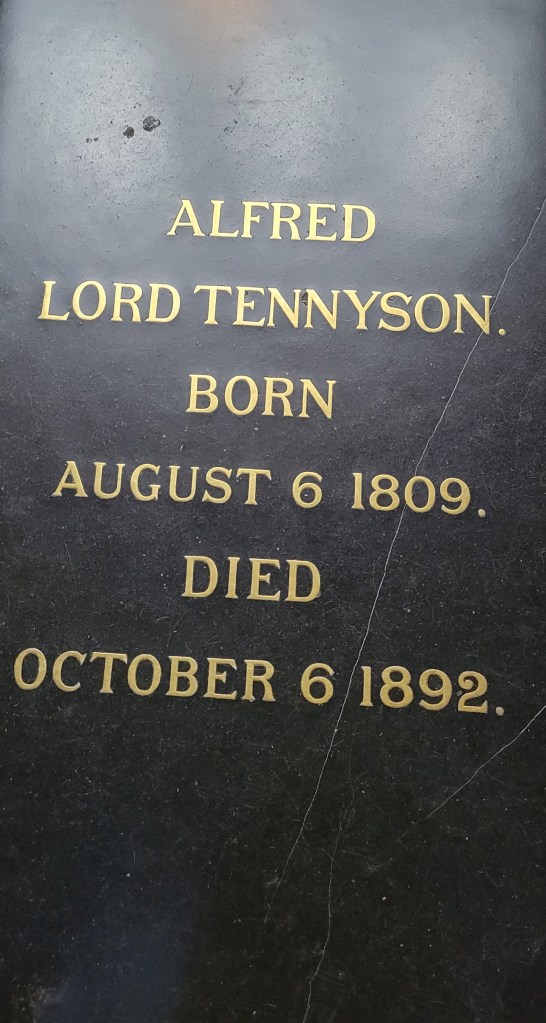 ALFRED
LORD TENNYSON.
BORN
AUGUST 6 1809.
DIED
OCTOBER 6 1892.